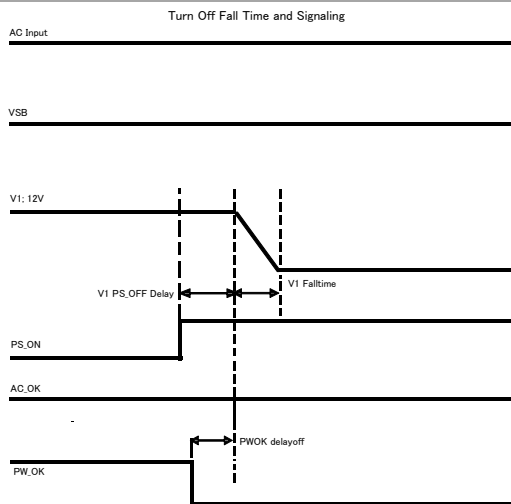 Turn Off Fall Time and Signaling
AC Input
VSB
V1; 12V
V1 Falltime
V1 PS_OFF Delay
PS_ON
AC_OK
PWOK delayoff
PW_OK